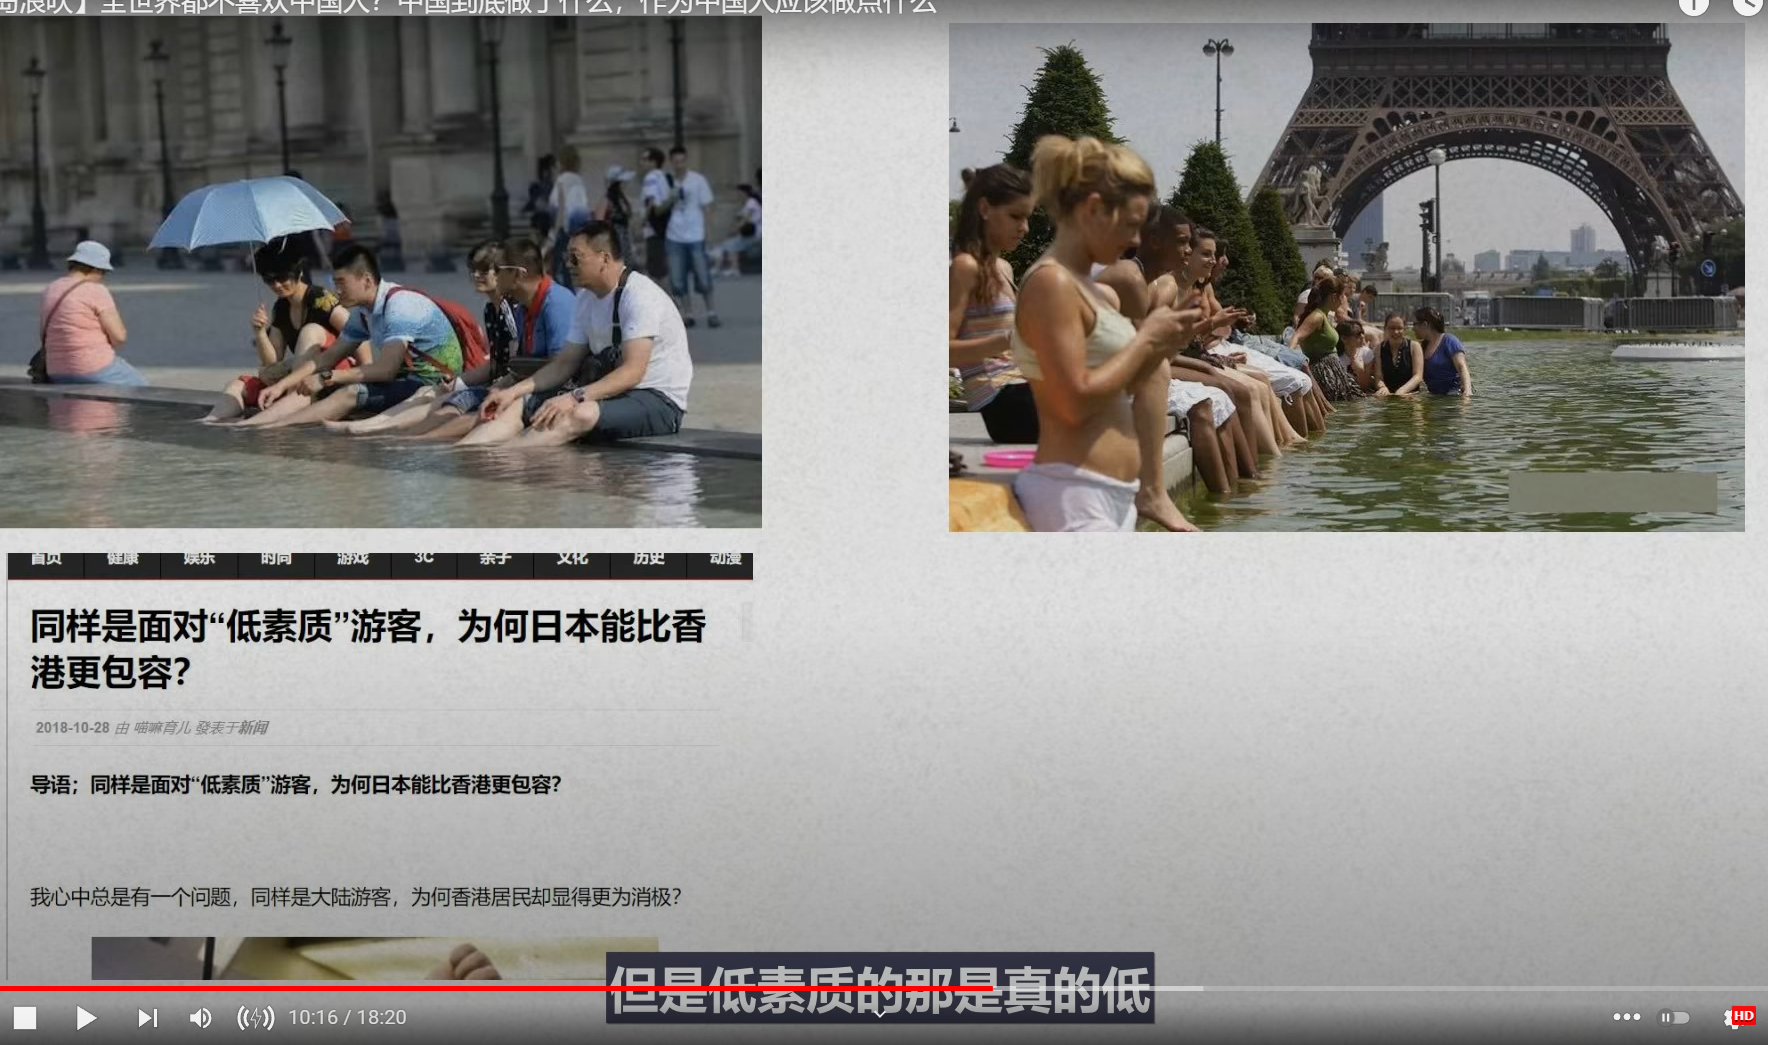 岛浪吹】全世界都不喜欢中国人？中国到底做了什么，作为中国人应该做点什么
首页 健康 娱乐 时尚 游戏 3C 亲子 文化 历史 动漫
同样是面对“低素质”游客，为何日本能比香
港更包容？
2018-10-28 由 喵嘛育儿 發表于新闻
导语；同样是面对“低素质”游客，为何日本能比香港更包容？
我心中总是有一个问题，同样是大陆游客，为何香港居民却显得更为消极？
但是低素质的那是真的低
10:16 / 18:20
HD